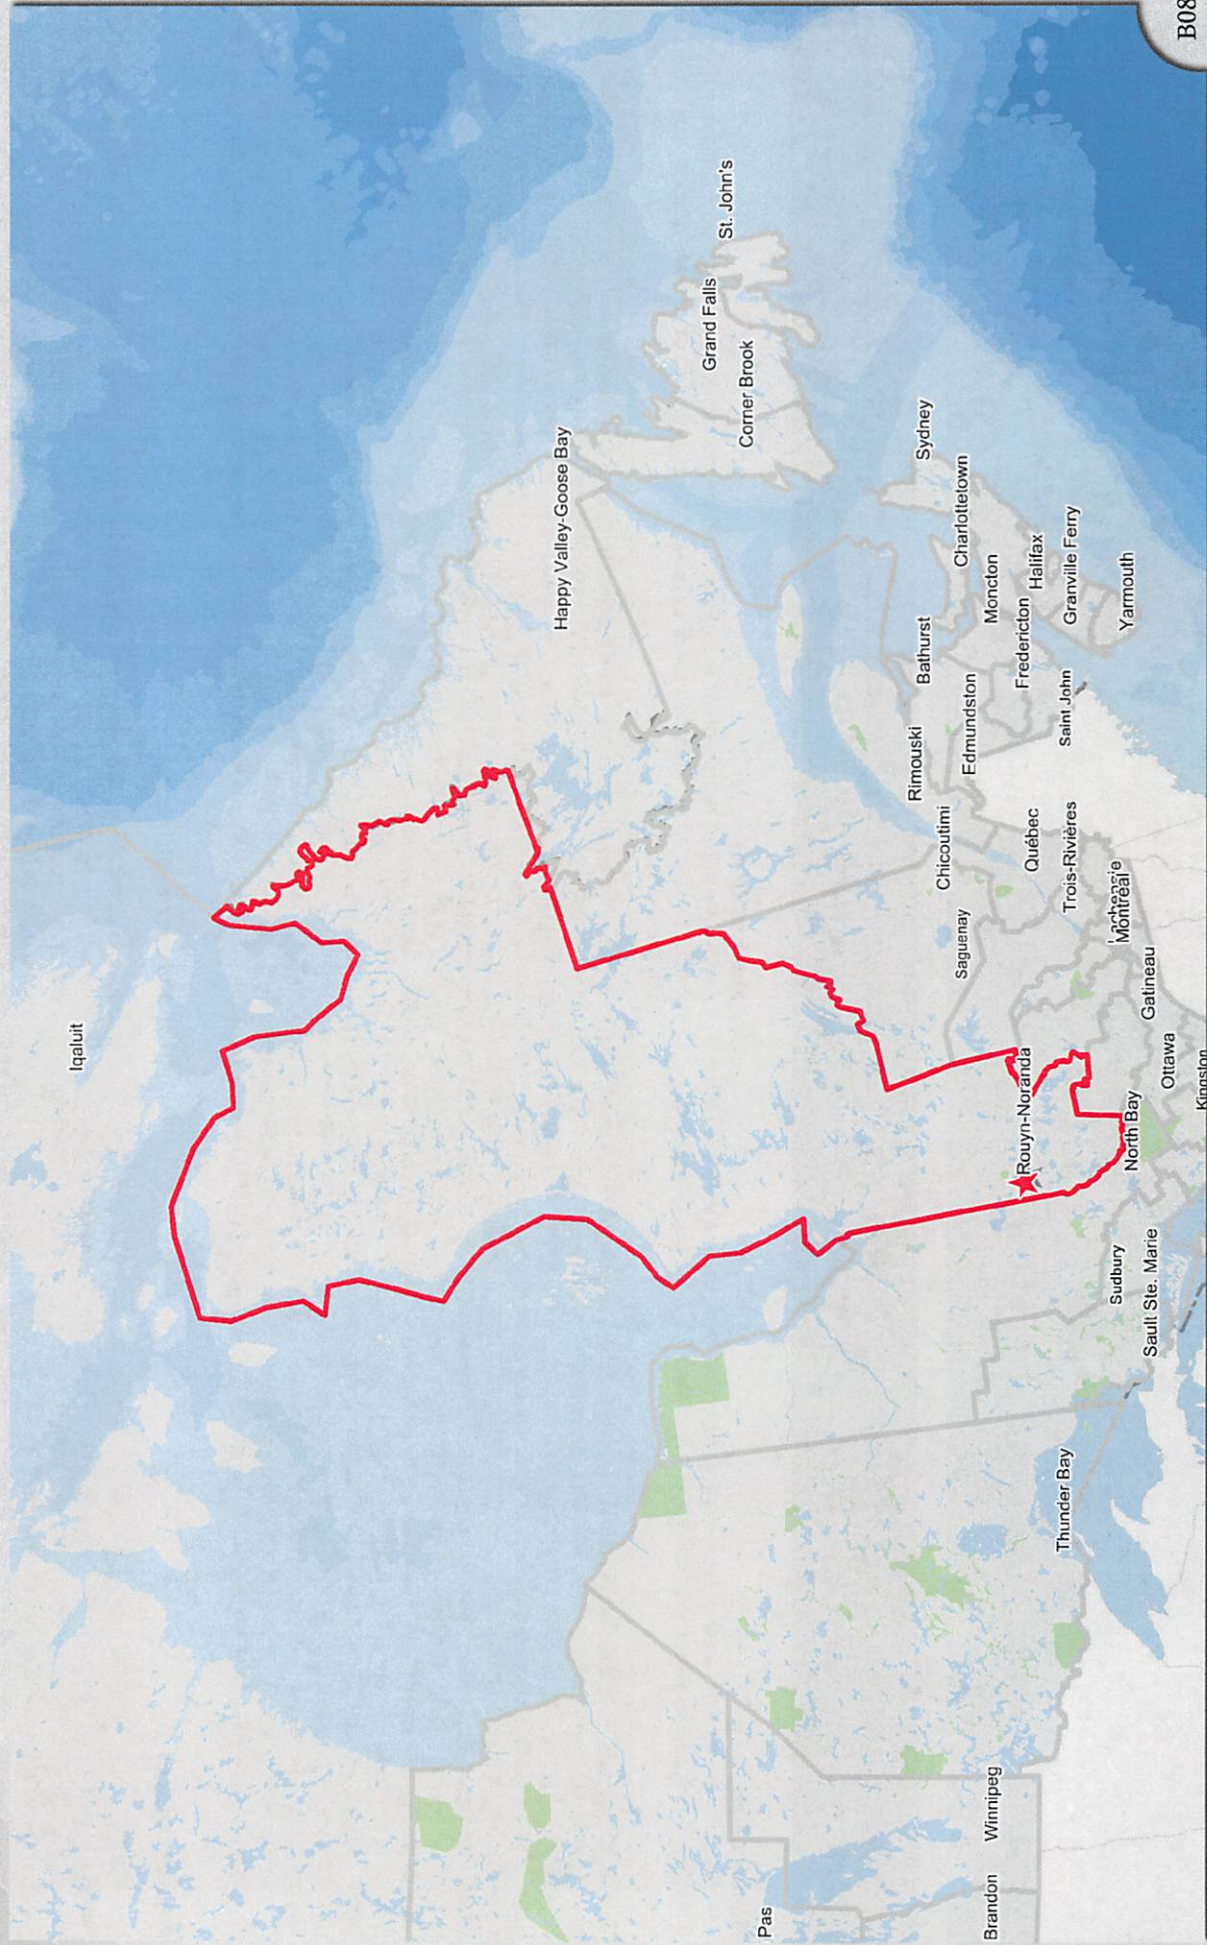 Iqaluit
Happy Valley-Goose Bay
Grand Falls
St. John's
Corner Brook
Pas
Rimouski
Bathurst
Sydney
Chicoutimi
Saguenay
Charlottetown
Edmundston
Brandon
Winnipeg
Moncton
Rouyn-Noranda
Fredericton
Québec
Halifax
Thunder Bay
Saint John
Trois-Rivières
Granville Ferry
Sudbury
Montréal
Yarmouth
North Bay
Gatineau
Sault Ste. Marie
Ottawa
B08
Kingston